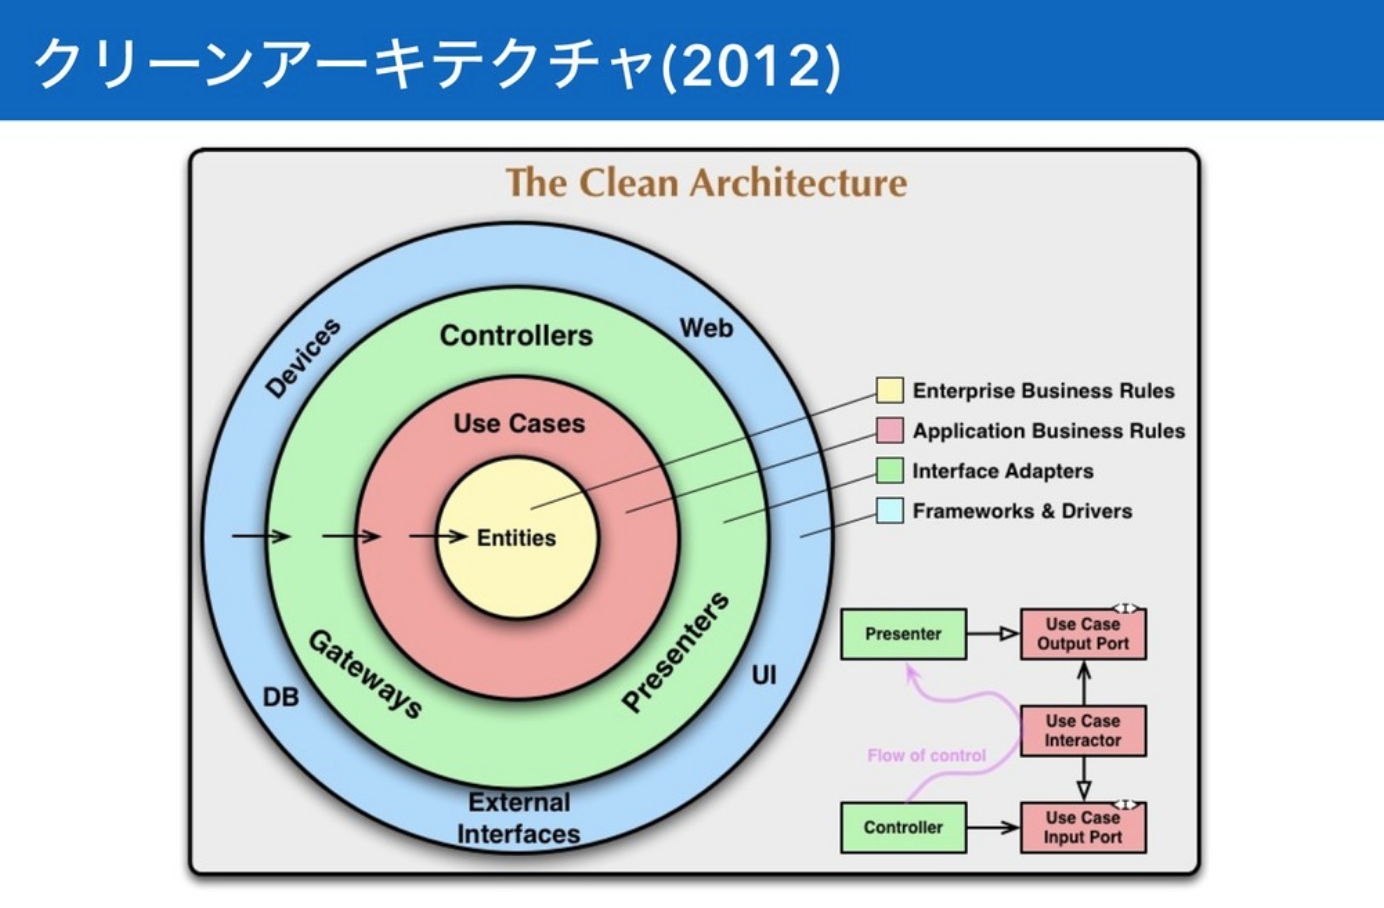 クリーンアーキテクチャ(2012)
The Clean Architecture
Devices
Web
Controllers
Use Cases
Entities
Gateways
Presenters
DB
UI
External
Interfaces
Enterprise Business Rules
Application Business Rules
Interface Adapters
Frameworks & Drivers
Presenter
Use Case
Output Port
Use Case
Interactor
Flow of control
Controller
Use Case
Input Port